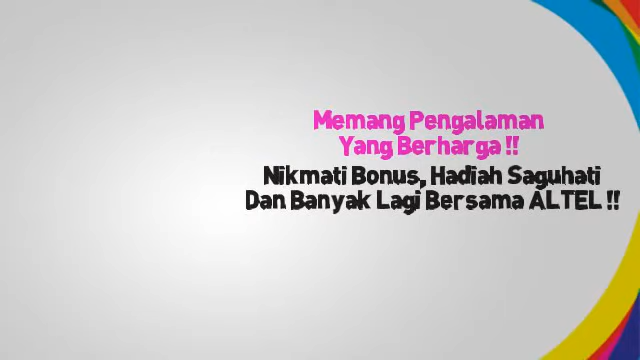 Memang Pengalaman
Yang Berharga !!
Nikmati Bonus, Hadiah Saguhati
Dan Banyak Lagi Bersama ALTEL !!